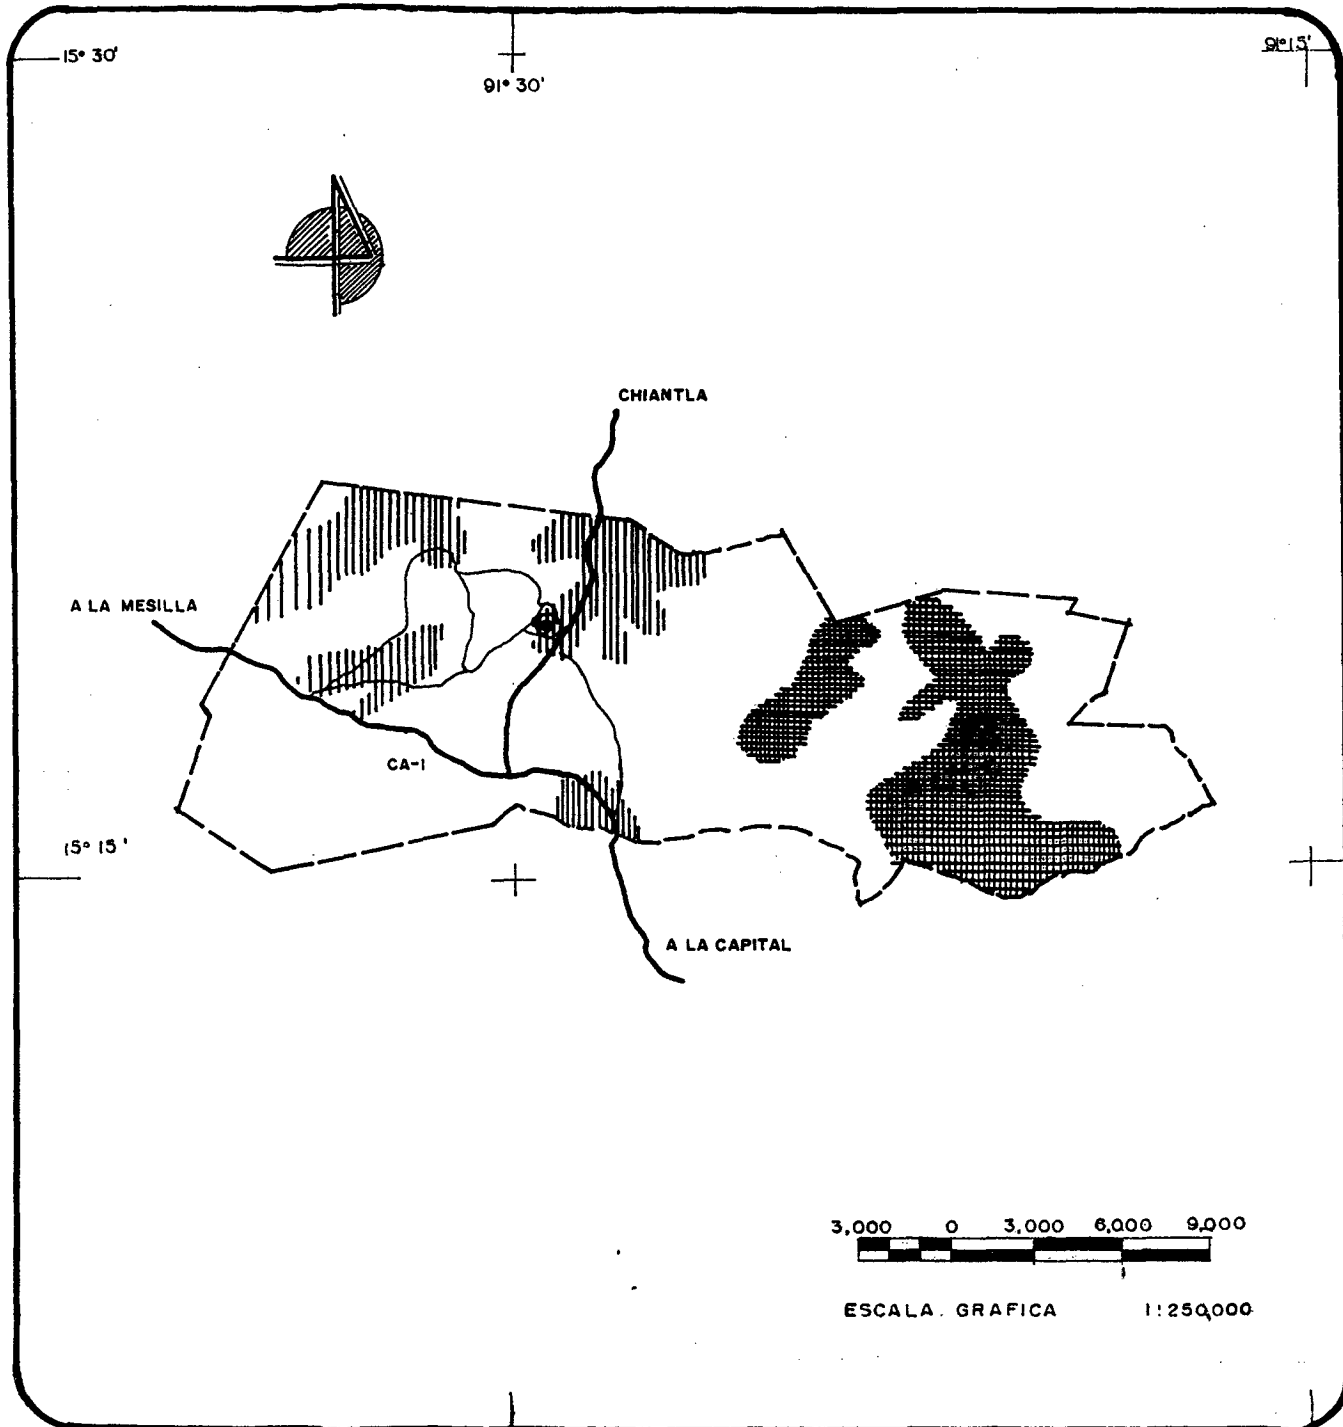 15° 30'
91° 30'
91° 15'
CHIANTLA
A LA MESILLA
CA-1
15° 15'
A LA CAPITAL
3,000 0 3,000 6,000 9,000
ESCALA . GRAFICA 1:250,000